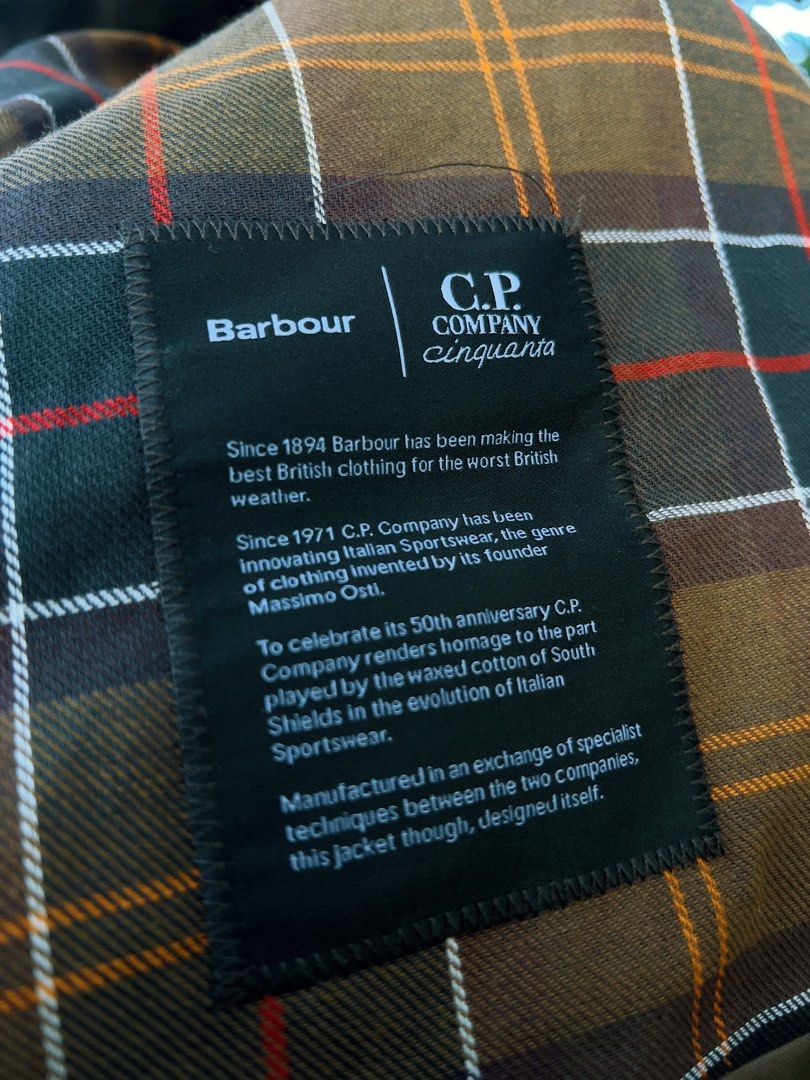 Barbour
C.P.
COMPANY
cinquanta
Since 1894 Barbour has been making the
best British clothing for the worst British
weather.
Since 1971 C.P. Company has been
innovating Italian Sportswear, the genre
of clothing invented by its founder
Massimo Osti.
To celebrate its 50th anniversary C.P.
Company renders homage to the part
played by the waxed cotton of South
Shields in the evolution of Italian
Sportswear.
Manufactured in an exchange of specialist
techniques between the two companies,
this jacket though, designed itself.